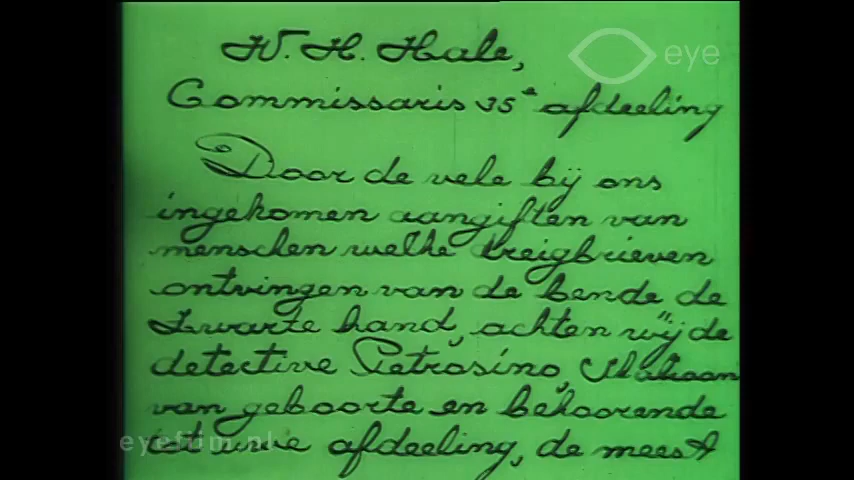 W. H. Hale,
eye
Commissaris 35e afdeeling
Door de vele bij ons
ingekomen aangiften van
menschen welke dreigbrieven
ontvingen van de bende de
Zwarte hand, achten wij de
detective Pietrosino, Italiaan
van geboorte en behoorende
tot uwe afdeeling, de meest
eyefilm.nl